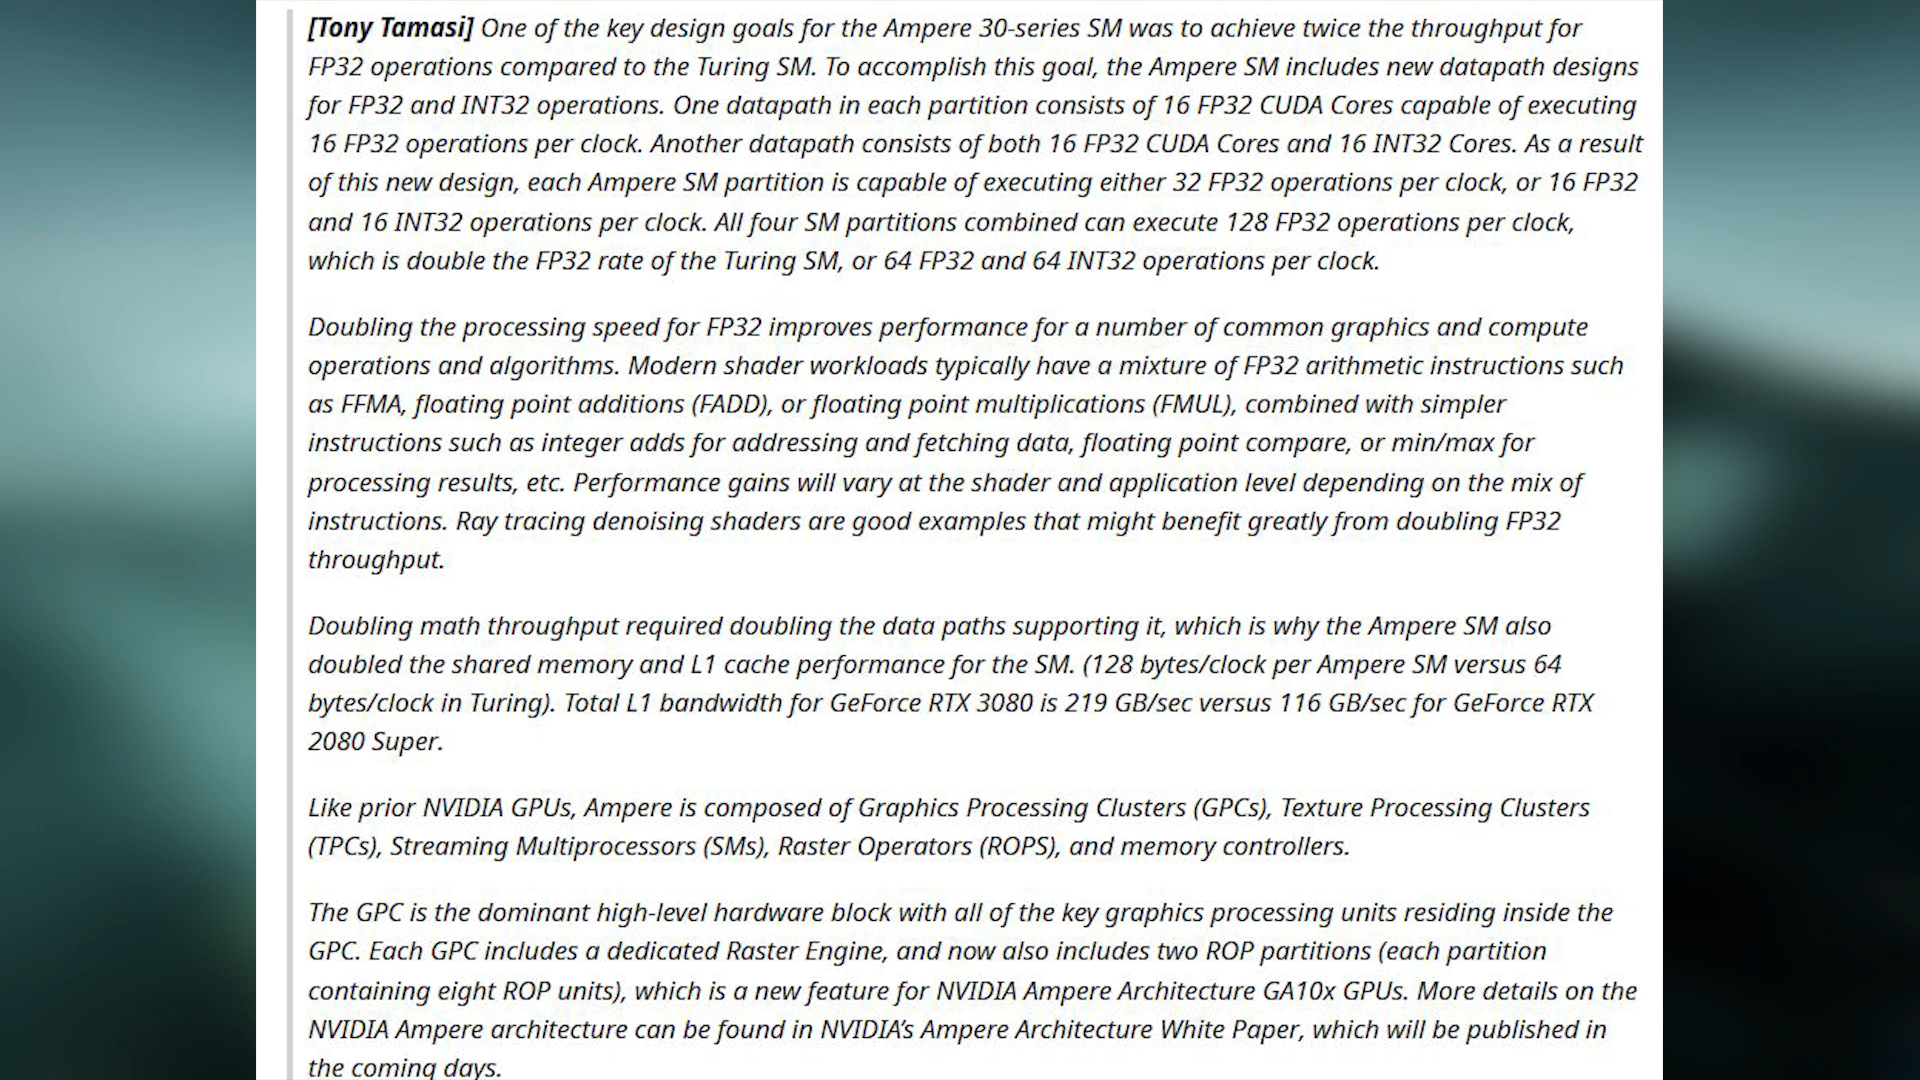 [Tony Tamasi] One of the key design goals for the Ampere 30-series SM was to achieve twice the throughput for
FP32 operations compared to the Turing SM. To accomplish this goal, the Ampere SM includes new datapath designs
for FP32 and INT32 operations. One datapath in each partition consists of 16 FP32 CUDA Cores capable of executing
16 FP32 operations per clock. Another datapath consists of both 16 FP32 CUDA Cores and 16 INT32 Cores. As a result
of this new design, each Ampere SM partition is capable of executing either 32 FP32 operations per clock, or 16 FP32
and 16 INT32 operations per clock. All four SM partitions combined can execute 128 FP32 operations per clock,
which is double the FP32 rate of the Turing SM, or 64 FP32 and 64 INT32 operations per clock.
Doubling the processing speed for FP32 improves performance for a number of common graphics and compute
operations and algorithms. Modern shader workloads typically have a mixture of FP32 arithmetic instructions such
as FFMA, floating point additions (FADD), or floating point multiplications (FMUL), combined with simpler
instructions such as integer adds for addressing and fetching data, floating point compare, or min/max for
processing results, etc. Performance gains will vary at the shader and application level depending on the mix of
instructions. Ray tracing denoising shaders are good examples that might benefit greatly from doubling FP32
throughput.
Doubling math throughput required doubling the data paths supporting it, which is why the Ampere SM also
doubled the shared memory and L1 cache performance for the SM. (128 bytes/clock per Ampere SM versus 64
bytes/clock in Turing). Total L1 bandwidth for GeForce RTX 3080 is 219 GB/sec versus 116 GB/sec for GeForce RTX
2080 Super.
Like prior NVIDIA GPUs, Ampere is composed of Graphics Processing Clusters (GPCs), Texture Processing Clusters
(TPCs), Streaming Multiprocessors (SMs), Raster Operators (ROPS), and memory controllers.
The GPC is the dominant high-level hardware block with all of the key graphics processing units residing inside the
GPC. Each GPC includes a dedicated Raster Engine, and now also includes two ROP partitions (each partition
containing eight ROP units), which is a new feature for NVIDIA Ampere Architecture GA10x GPUs. More details on the
NVIDIA Ampere architecture can be found in NVIDIA’s Ampere Architecture White Paper, which will be published in
the coming days.